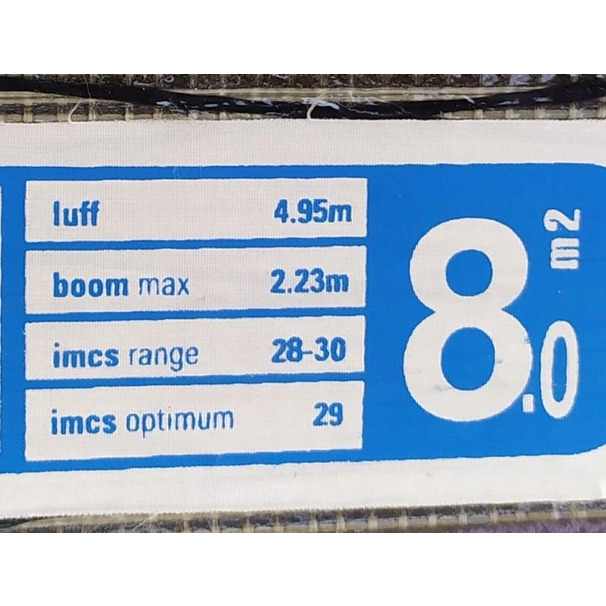 luff 4.95m
boom max 2.23m
imcs range 28-30
imcs optimum 29
8.0 m2